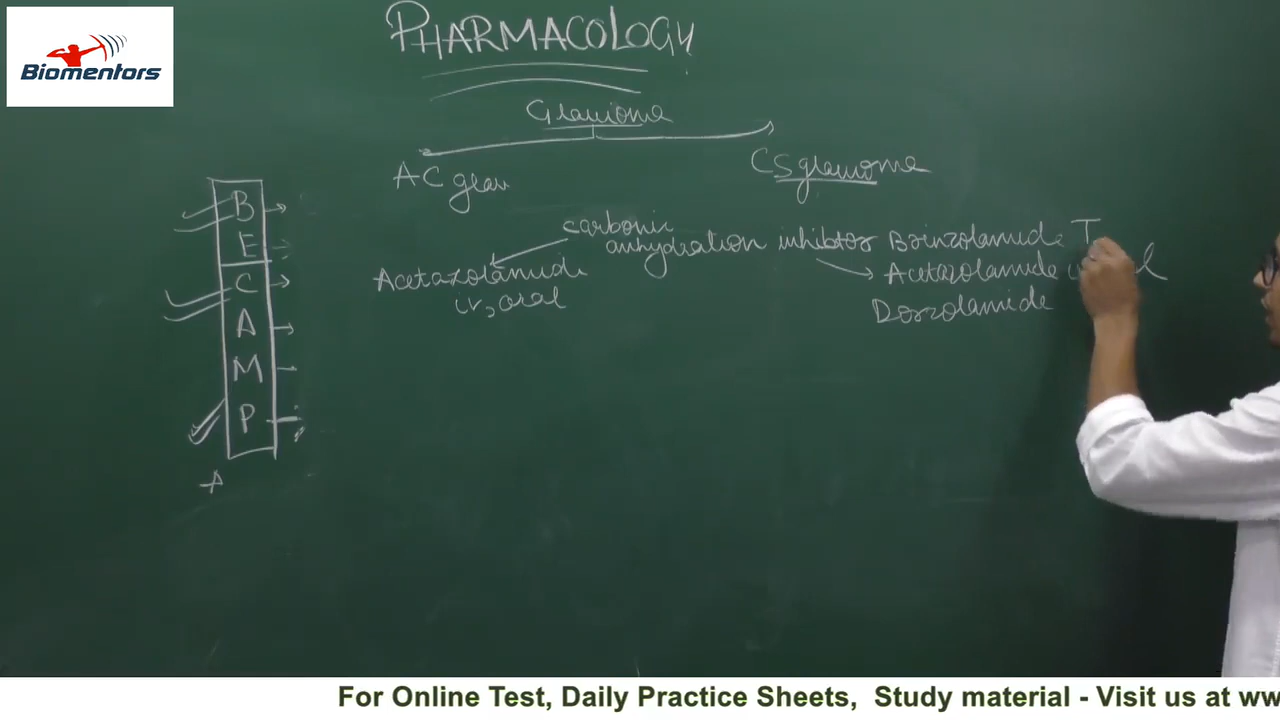 Biomentors
PHARMACOLOGY
Glaucoma
AC glau
CS glaucoma
B
E
C
A
M
P
carbonic
anhydration inhibitor
Acetazolamide
iv, oral
Brinzolamide T
Acetazolamide
Dorzolamide
For Online Test, Daily Practice Sheets, Study material - Visit us at ww